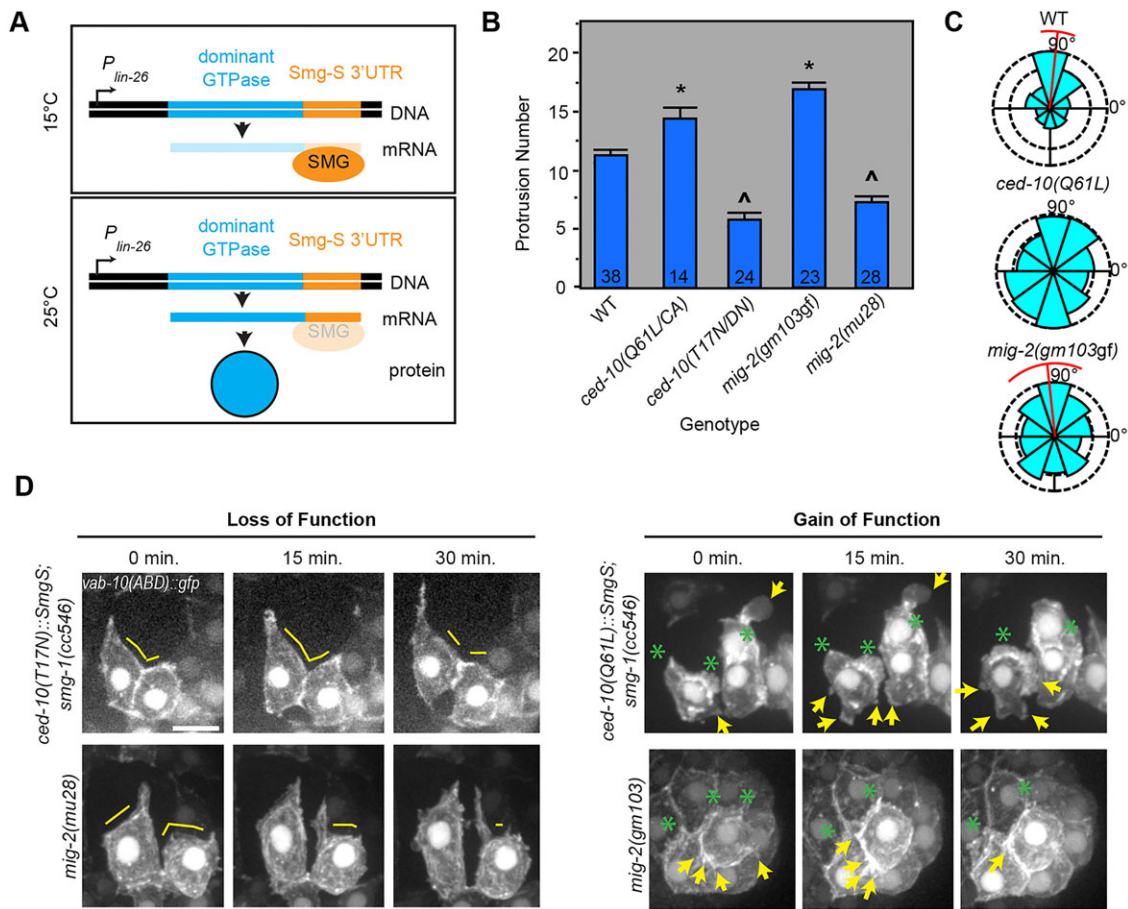 A
15°C
P lin-26
dominant
GTPase
Smg-S 3'UTR
DNA
mRNA
SMG
25°C
P lin-26
dominant
GTPase
Smg-S 3'UTR
DNA
mRNA
SMG
protein
B
Protrusion Number
20
15
10
5
0
*
^
*
^
38
14
24
23
28
WT
ced-10(Q61L/CA)
ced-10(T17N/DN)
mig-2(gm103gf)
mig-2(mu28)
Genotype
C
WT
90°
0°
ced-10(Q61L)
0°
mig-2(gm103gf)
90°
0°
D
Loss of Function
0 min.
15 min.
30 min.
vab-10(ABD)::gfp
ced-10(T17N)::SmgS;
smg-1(cc546)
mig-2(mu28)
Gain of Function
0 min.
15 min.
30 min.
ced-10(Q61L)::SmgS;
smg-1(cc546)
mig-2(gm103)